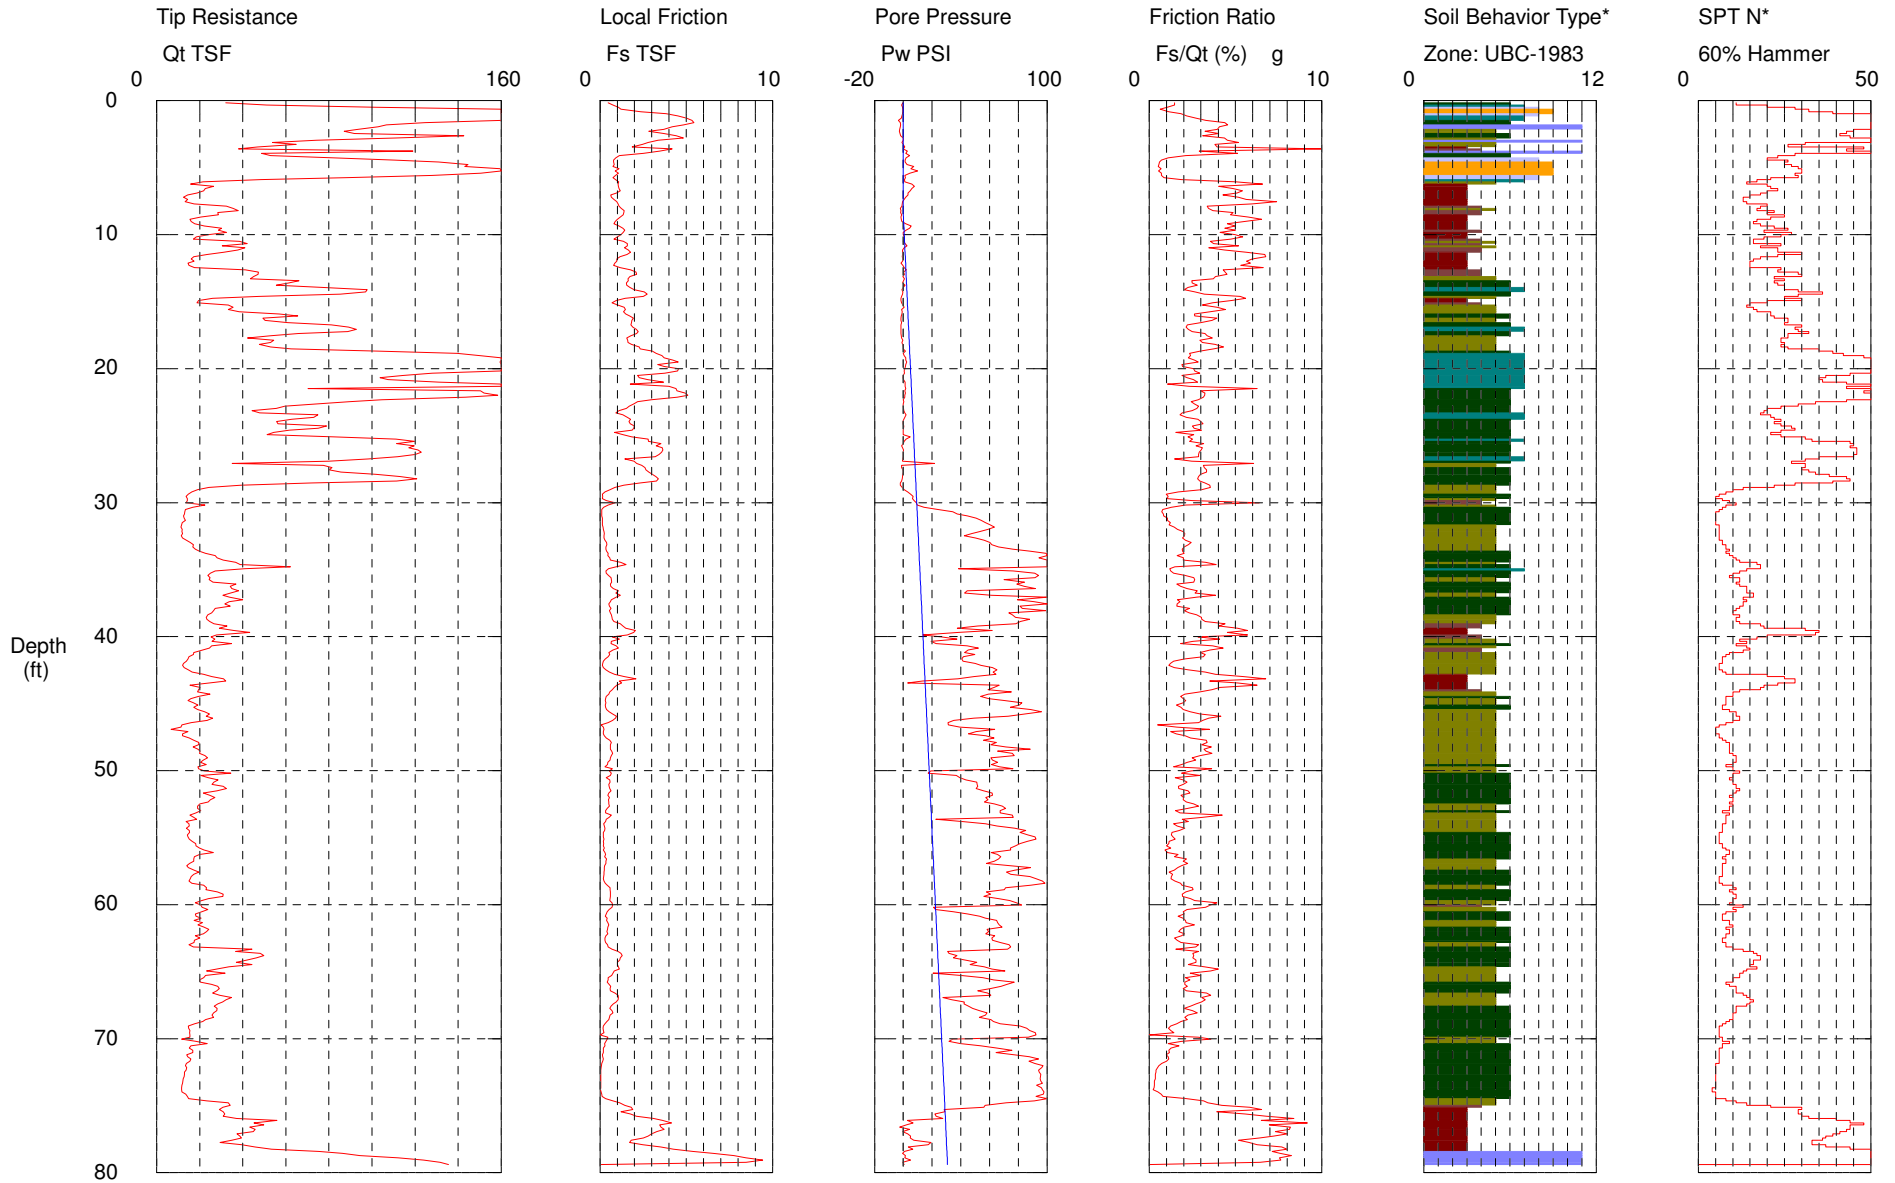 Tip Resistance Local Friction Pore Pressure Friction Ratio Soil Behavior Type* SPT N*
Qt TSF Fs TSF Pw PSI Fs/Qt (%) g Zone: UBC-1983 60% Hammer
0 160 0 10 -20 100 0 10 0 12 0 50
0
10
20
30
40
Depth
(ft)
50
60
70
80